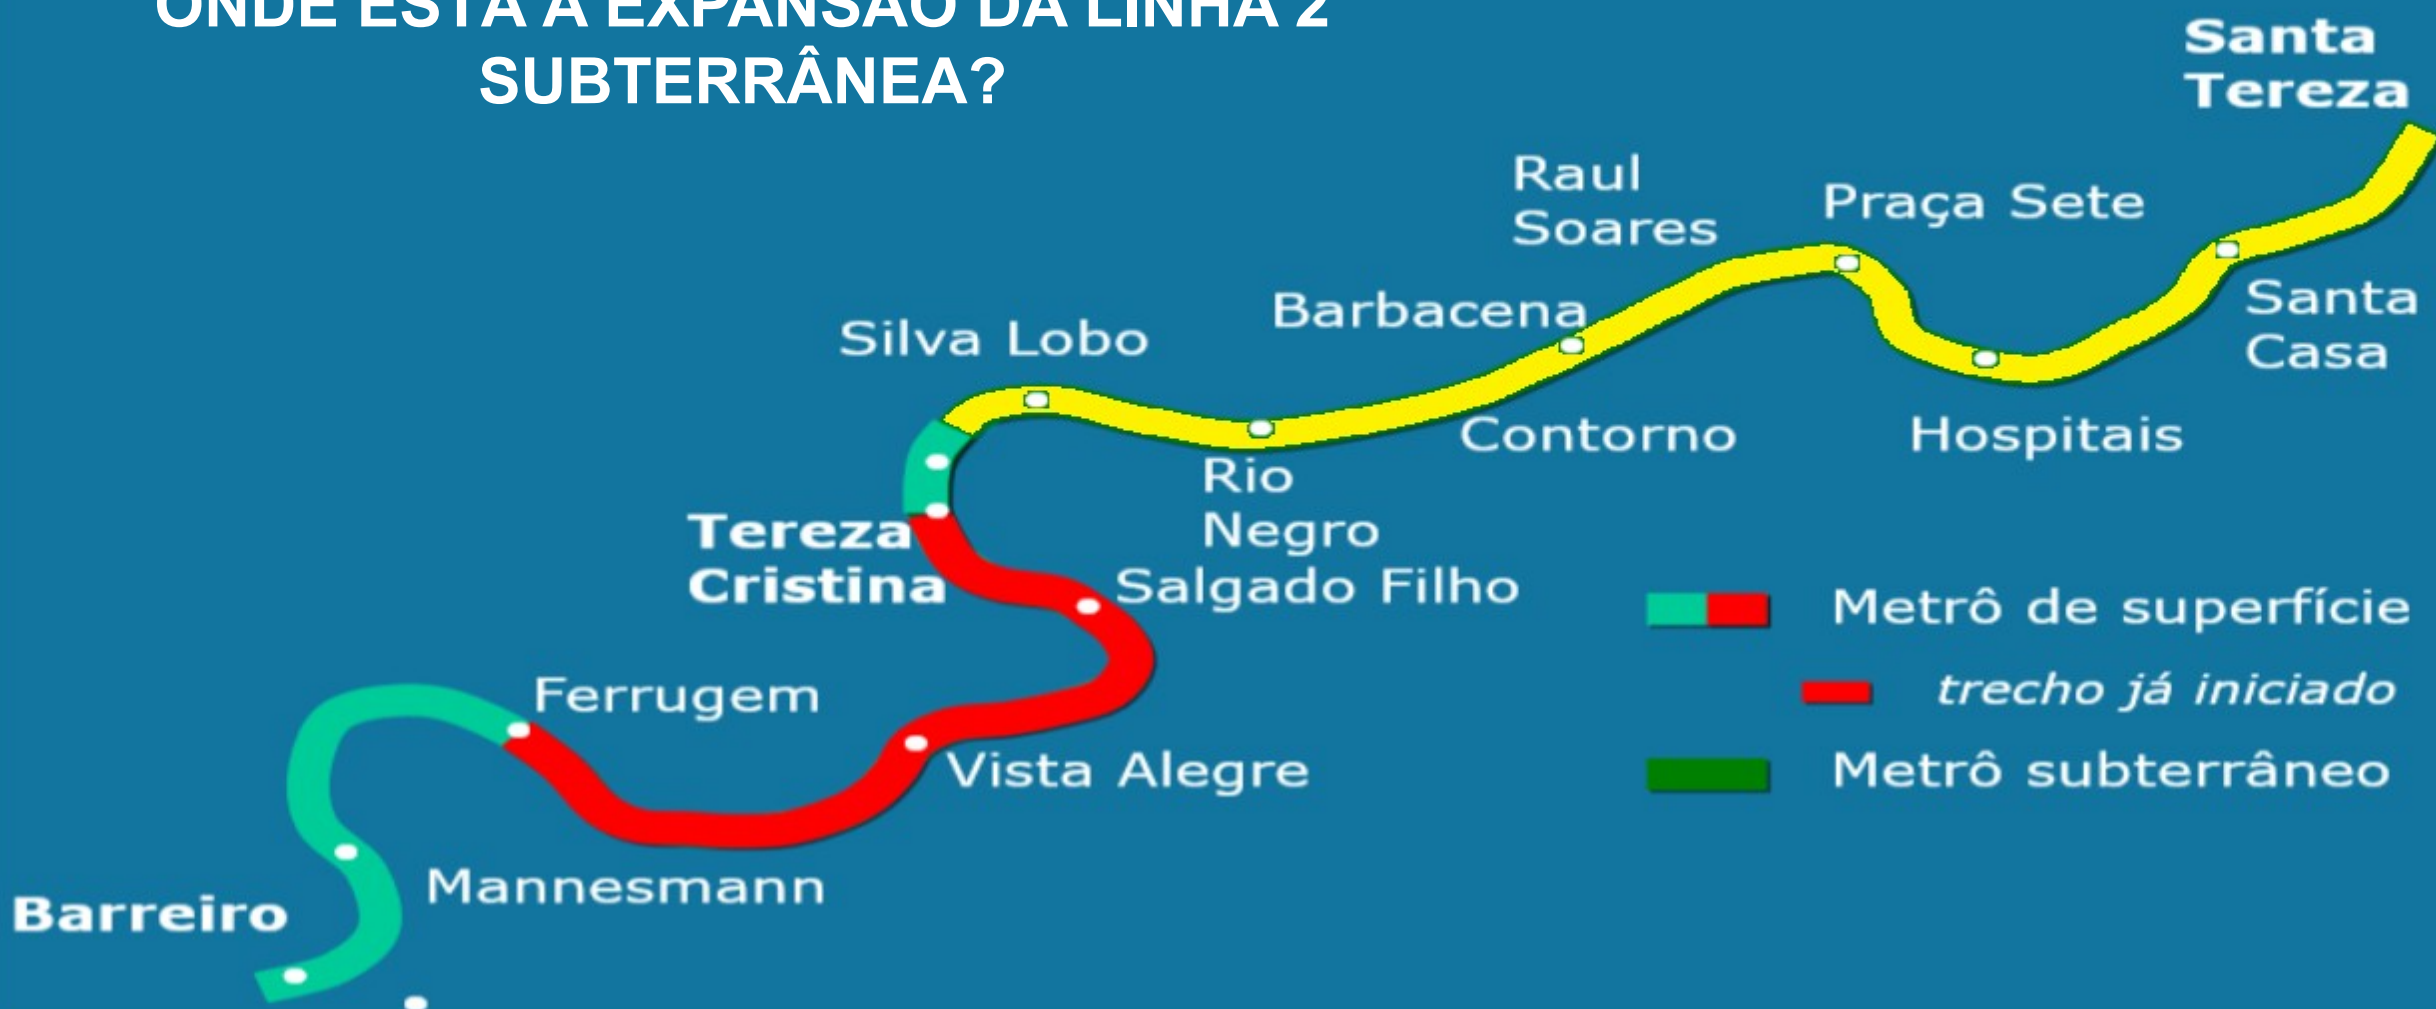 ONDE ESTÁ A EXPANSÃO DA LINHA 2
SUBTERRÂNEA?
Santa
Tereza
Raul
Soares
Praça Sete
Barbacena
Santa
Casa
Silva Lobo
Contorno
Hospitais
Rio
Negro
Tereza
Cristina
Salgado Filho
Metrô de superfície
trecho já iniciado
Metrô subterrâneo
Ferrugem
Vista Alegre
Mannesmann
Barreiro